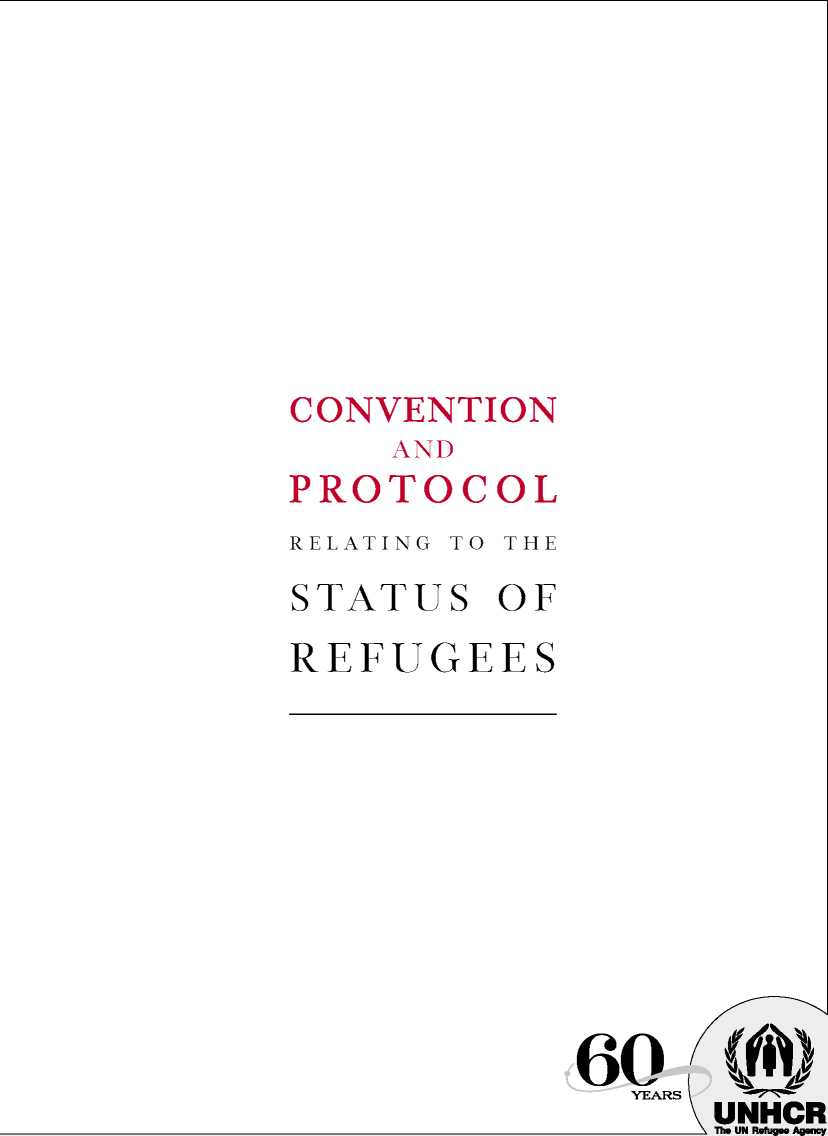 CONVENTION
AND
PROTOCOL
RELATING TO THE
STATUS OF
REFUGEES
60
YEARS
UNHCR
The UN Refugee Agency